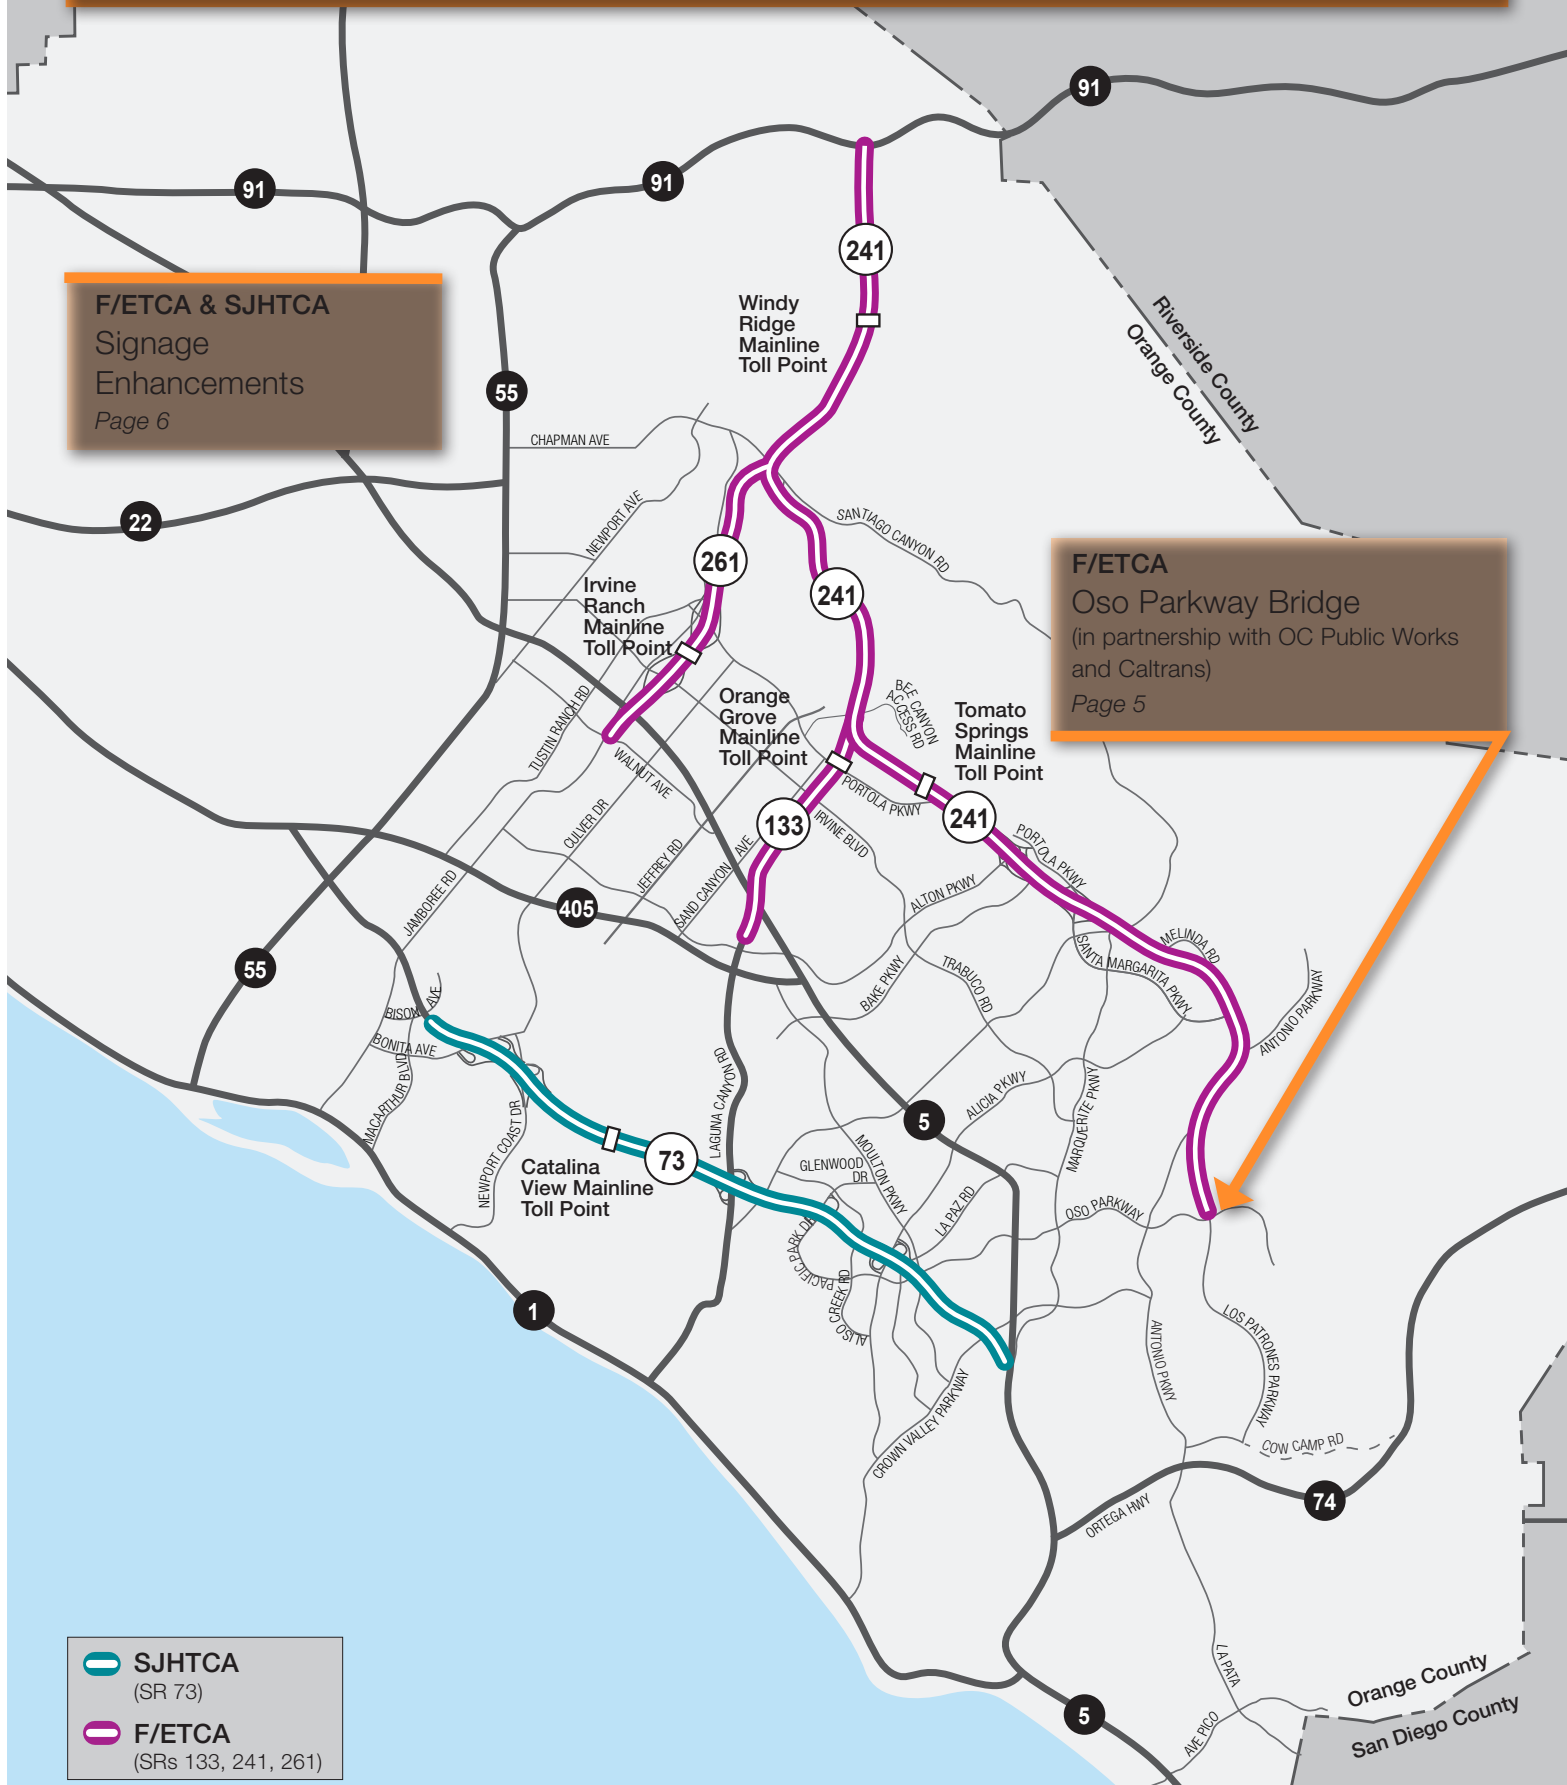 91
91
91
241
Windy
Ridge
Mainline
Toll Point
Riverside County
Orange County
F/ETCA & SJHTCA
Signage
Enhancements
Page 6
55
CHAPMAN AVE
22
NEWPORT AVE
SANTIAGO CANYON RD
261
241
Irvine
Ranch
Mainline
Toll Point
F/ETCA
Oso Parkway Bridge
(in partnership with OC Public Works
and Caltrans)
Page 5
TUSTIN RANCH RD
Orange
Grove
Mainline
Toll Point
BEE CANYON
ACCESS RD
Tomato
Springs
Mainline
Toll Point
WALNUT AVE
PORTOLA PKWY
133
241
CULVER DR
IRVINE BLVD
PORTOLA PKWY
JEFFREY RD
SAND CANYON AVE
ALTON PKWY
JAMBOREE RD
405
55
MELINDA RD
SANTA MARGARITA PKWY
BAKE PKWY
TRABUCO RD
ANTONIO PARKWAY
BISON AVE
BONITA AVE
MACARTHUR BLVD
LAGUNA CANYON RD
NEWPORT COAST DR
5
ALICIA PKWY
MARQUERITE PKWY
Catalina
View Mainline
Toll Point
73
GLENWOOD
DR
MOULTON PKWY
LA PAZ RD
OSO PARKWAY
PACIFIC PARK DR
ALISO CREEK RD
1
LOS PATRONES PARKWAY
ANTONIO PKWY
CROWN VALLEY PARKWAY
COW CAMP RD
74
ORTEGA HWY
LA PATA
AVE PICO
5
Orange County
San Diego County
SJHTCA
(SR 73)
F/ETCA
(SRs 133, 241, 261)